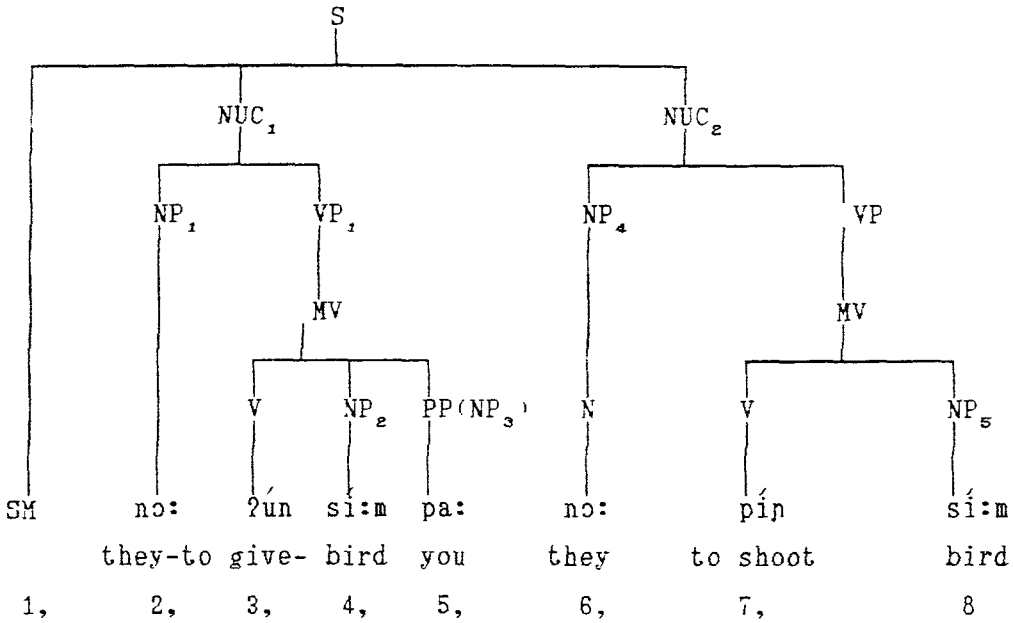 S
NUC₁ NUC₂
NP₁ VP₁ NP₄ VP
MV MV
V NP₂ PP(NP₃) N V NP₅
SM nɔ: ʔún sí:m pa: nɔ: píɲ sí:m
they-to give- bird you they to shoot bird
1, 2, 3, 4, 5, 6, 7, 8